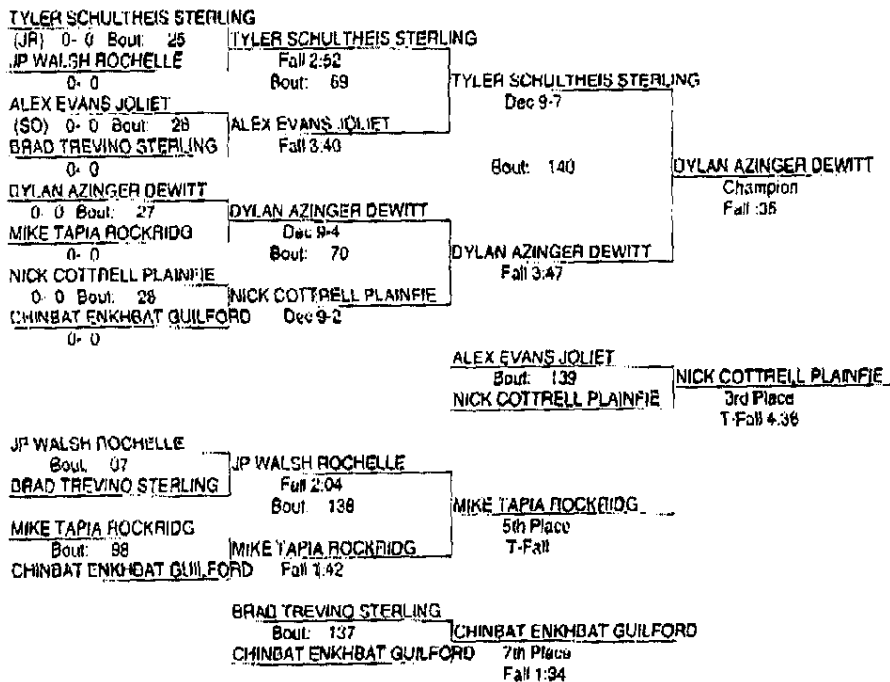 TYLER SCHULTHEIS STERLING
(JR) 0- 0 Bout: 25
TYLER SCHULTHEIS STERLING
JP WALSH ROCHELLE
Fall 2:52
0- 0
Bout: 69
TYLER SCHULTHEIS STERLING
ALEX EVANS JOLIET
Dec 9-7
(SO) 0- 0 Bout: 26
ALEX EVANS JOLIET
BRAD TREVINO STERLING
Fall 3:40
0- 0
Bout: 140
DYLAN AZINGER DEWITT
Champion
Fall :35
DYLAN AZINGER DEWITT
0- 0 Bout: 27
DYLAN AZINGER DEWITT
MIKE TAPIA ROCKRIDG
Dec 9-4
0- 0
Bout: 70
DYLAN AZINGER DEWITT
NICK COTTRELL PLAINFIE
Fall 3:47
0- 0 Bout: 28
NICK COTTRELL PLAINFIE
CHINBAT ENKHBAT GUILFORD
Dec 9-2
0- 0
ALEX EVANS JOLIET
Bout: 139
NICK COTTRELL PLAINFIE
NICK COTTRELL PLAINFIE
3rd Place
T-Fall 4:36
JP WALSH ROCHELLE
Bout: 97
JP WALSH ROCHELLE
BRAD TREVINO STERLING
Fall 2:04
Bout: 138
MIKE TAPIA ROCKRIDG
5th Place
T-Fall
MIKE TAPIA ROCKRIDG
Bout: 98
MIKE TAPIA ROCKRIDG
CHINBAT ENKHBAT GUILFORD
Fall 1:42
BRAD TREVINO STERLING
Bout: 137
CHINBAT ENKHBAT GUILFORD
CHINBAT ENKHBAT GUILFORD
7th Place
Fall 1:34